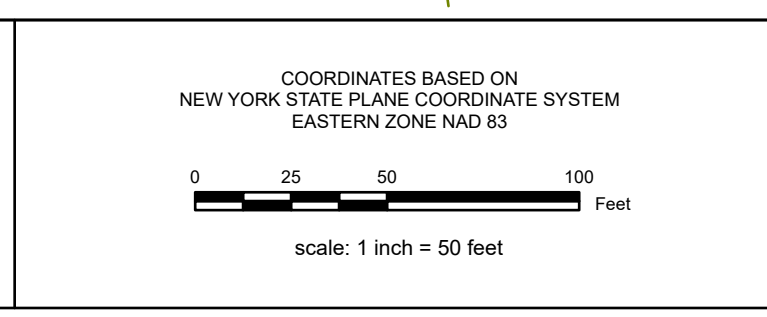 COORDINATES BASED ON
NEW YORK STATE PLANE COORDINATE SYSTEM
EASTERN ZONE NAD 83
0 25 50 100
Feet
scale: 1 inch = 50 feet